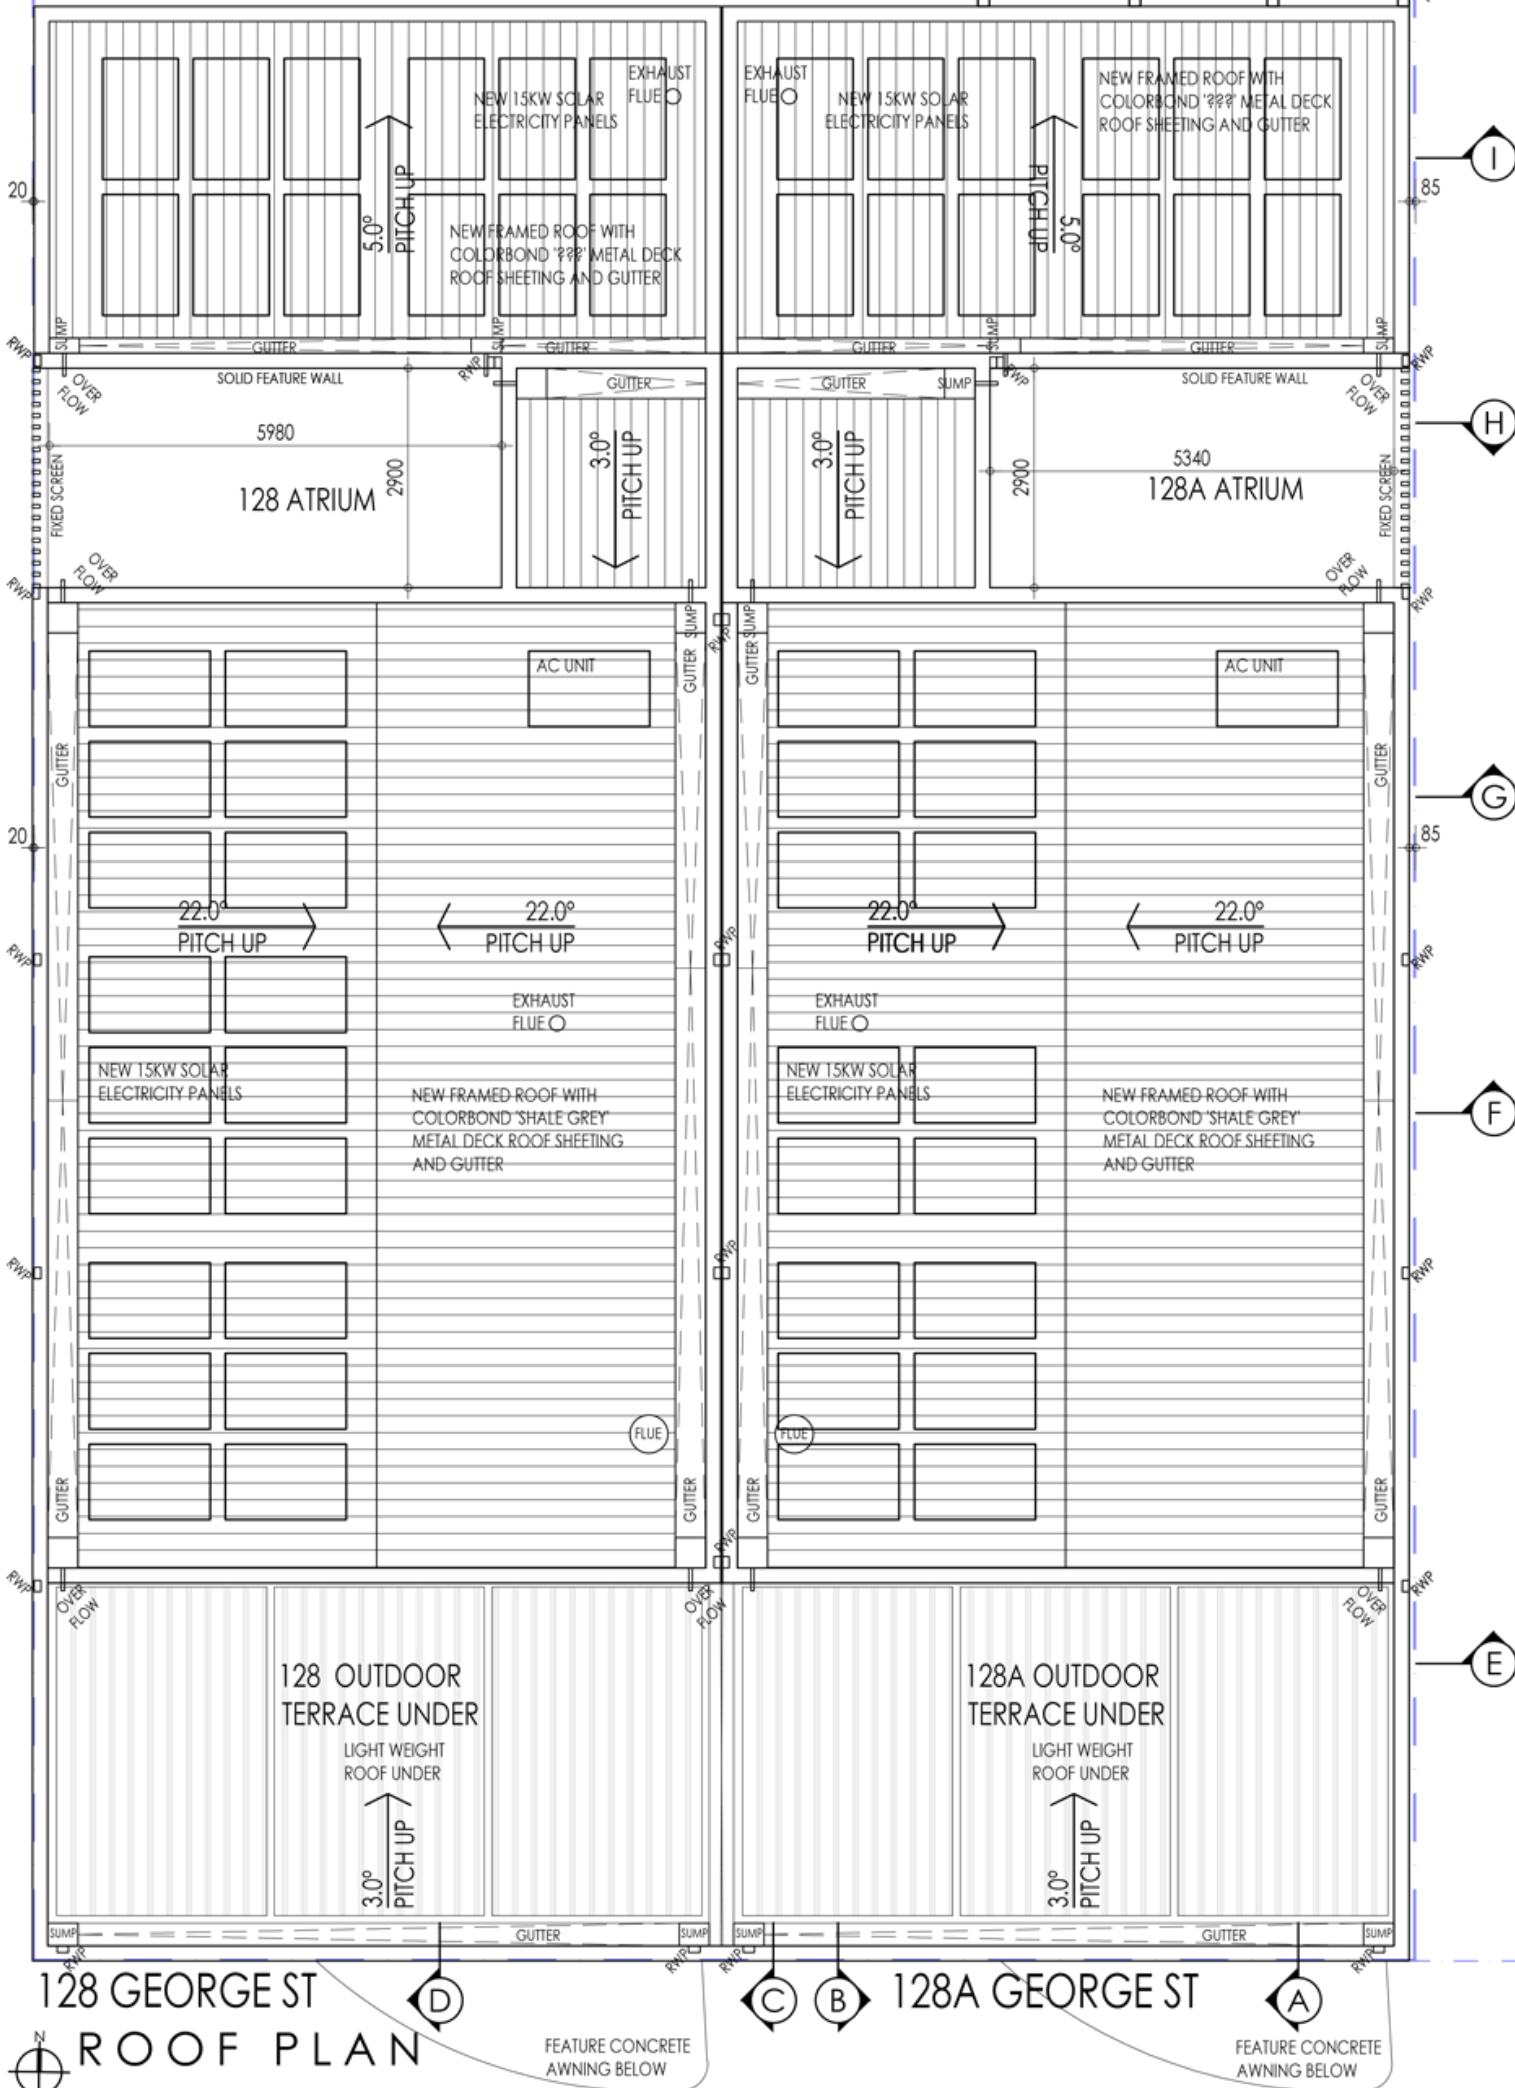 EXHAUST
FLUE
NEW 15KW SOLAR
ELECTRICITY PANELS
EXHAUST
FLUE
NEW 15KW SOLAR
ELECTRICITY PANELS
NEW FRAMED ROOF WITH
COLORBOND '???' METAL DECK
ROOF SHEETING AND GUTTER
I
20
5.0°
PITCH UP
NEW FRAMED ROOF WITH
COLORBOND '???' METAL DECK
ROOF SHEETING AND GUTTER
PITCH UP
5.0°
85
SUMP
SUMP
SUMP
SUMP
RWP
GUTTER
GUTTER
GUTTER
GUTTER
RWP
OVER
FLOW
SOLID FEATURE WALL
RWP
GUTTER
GUTTER
SUMP
RWP
SOLID FEATURE WALL
OVER
FLOW
H
5980
2900
3.0°
PITCH UP
3.0°
PITCH UP
2900
5340
FIXED SCREEN
128 ATRIUM
128A ATRIUM
FIXED SCREEN
OVER
FLOW
OVER
FLOW
RWP
RWP
SUMP
RWP
SUMP
GUTTER
GUTTER
AC UNIT
AC UNIT
GUTTER
GUTTER
G
20
85
22.0°
PITCH UP
22.0°
PITCH UP
22.0°
PITCH UP
22.0°
PITCH UP
RWP
RWP
RWP
EXHAUST
FLUE
EXHAUST
FLUE
NEW 15KW SOLAR
ELECTRICITY PANELS
NEW FRAMED ROOF WITH
COLORBOND 'SHALE GREY'
METAL DECK ROOF SHEETING
AND GUTTER
NEW 15KW SOLAR
ELECTRICITY PANELS
NEW FRAMED ROOF WITH
COLORBOND 'SHALE GREY'
METAL DECK ROOF SHEETING
AND GUTTER
F
RWP
RWP
RWP
FLUE
FLUE
GUTTER
GUTTER
GUTTER
GUTTER
RWP
RWP
RWP
OVER
FLOW
OVER
FLOW
OVER
FLOW
E
128 OUTDOOR
TERRACE UNDER
LIGHT WEIGHT
ROOF UNDER
128A OUTDOOR
TERRACE UNDER
LIGHT WEIGHT
ROOF UNDER
3.0°
PITCH UP
3.0°
PITCH UP
SUMP
GUTTER
SUMP
SUMP
GUTTER
SUMP
RWP
RWP
RWP
RWP
128 GEORGE ST
D
C
B
128A GEORGE ST
A
N
ROOF PLAN
FEATURE CONCRETE
AWNING BELOW
FEATURE CONCRETE
AWNING BELOW